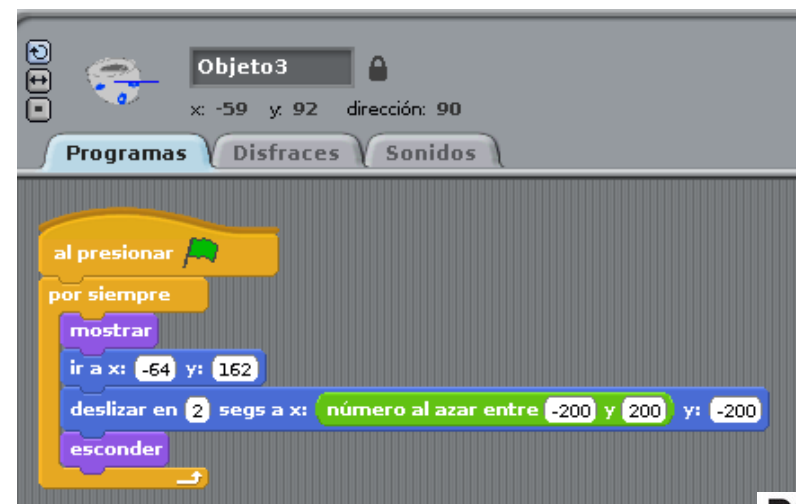 Objeto3
x: -59 y: 92 dirección: 90
Programas Disfraces Sonidos
al presionar
por siempre
mostrar
ir a x: -64 y: 162
deslizar en 2 segs a x: número al azar entre -200 y 200 y: -200
esconder